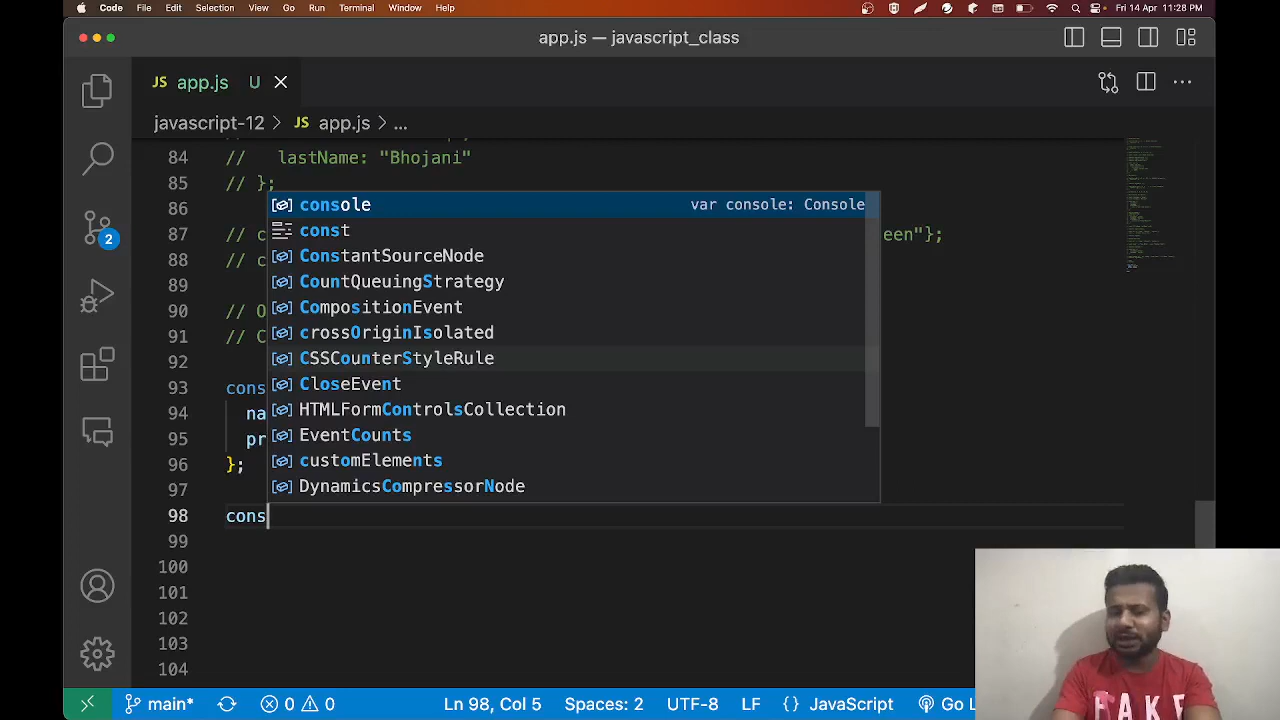 Code File Edit Selection View Go Run Terminal Window Help Fri 14 Apr 11:28 PM
app.js — javascript_class
JS app.js U
javascript-12 > JS app.js > ...
84 // lastName: "Bhojani"
85 // };
86
87 // c een"};
88 // c
89
90 // O
91 // C
92
93 cons
94 na
95 pr
96 };
97
98 cons
99
100
101
102
103
104
console var console: Console
const
ConstantSourceNode
CountQueuingStrategy
CompositionEvent
crossOriginIsolated
CSSCounterStyleRule
CloseEvent
HTMLFormControlsCollection
EventCounts
customElements
DynamicsCompressorNode
2
main* 0 0 Ln 98, Col 5 Spaces: 2 UTF-8 LF {} JavaScript Go L